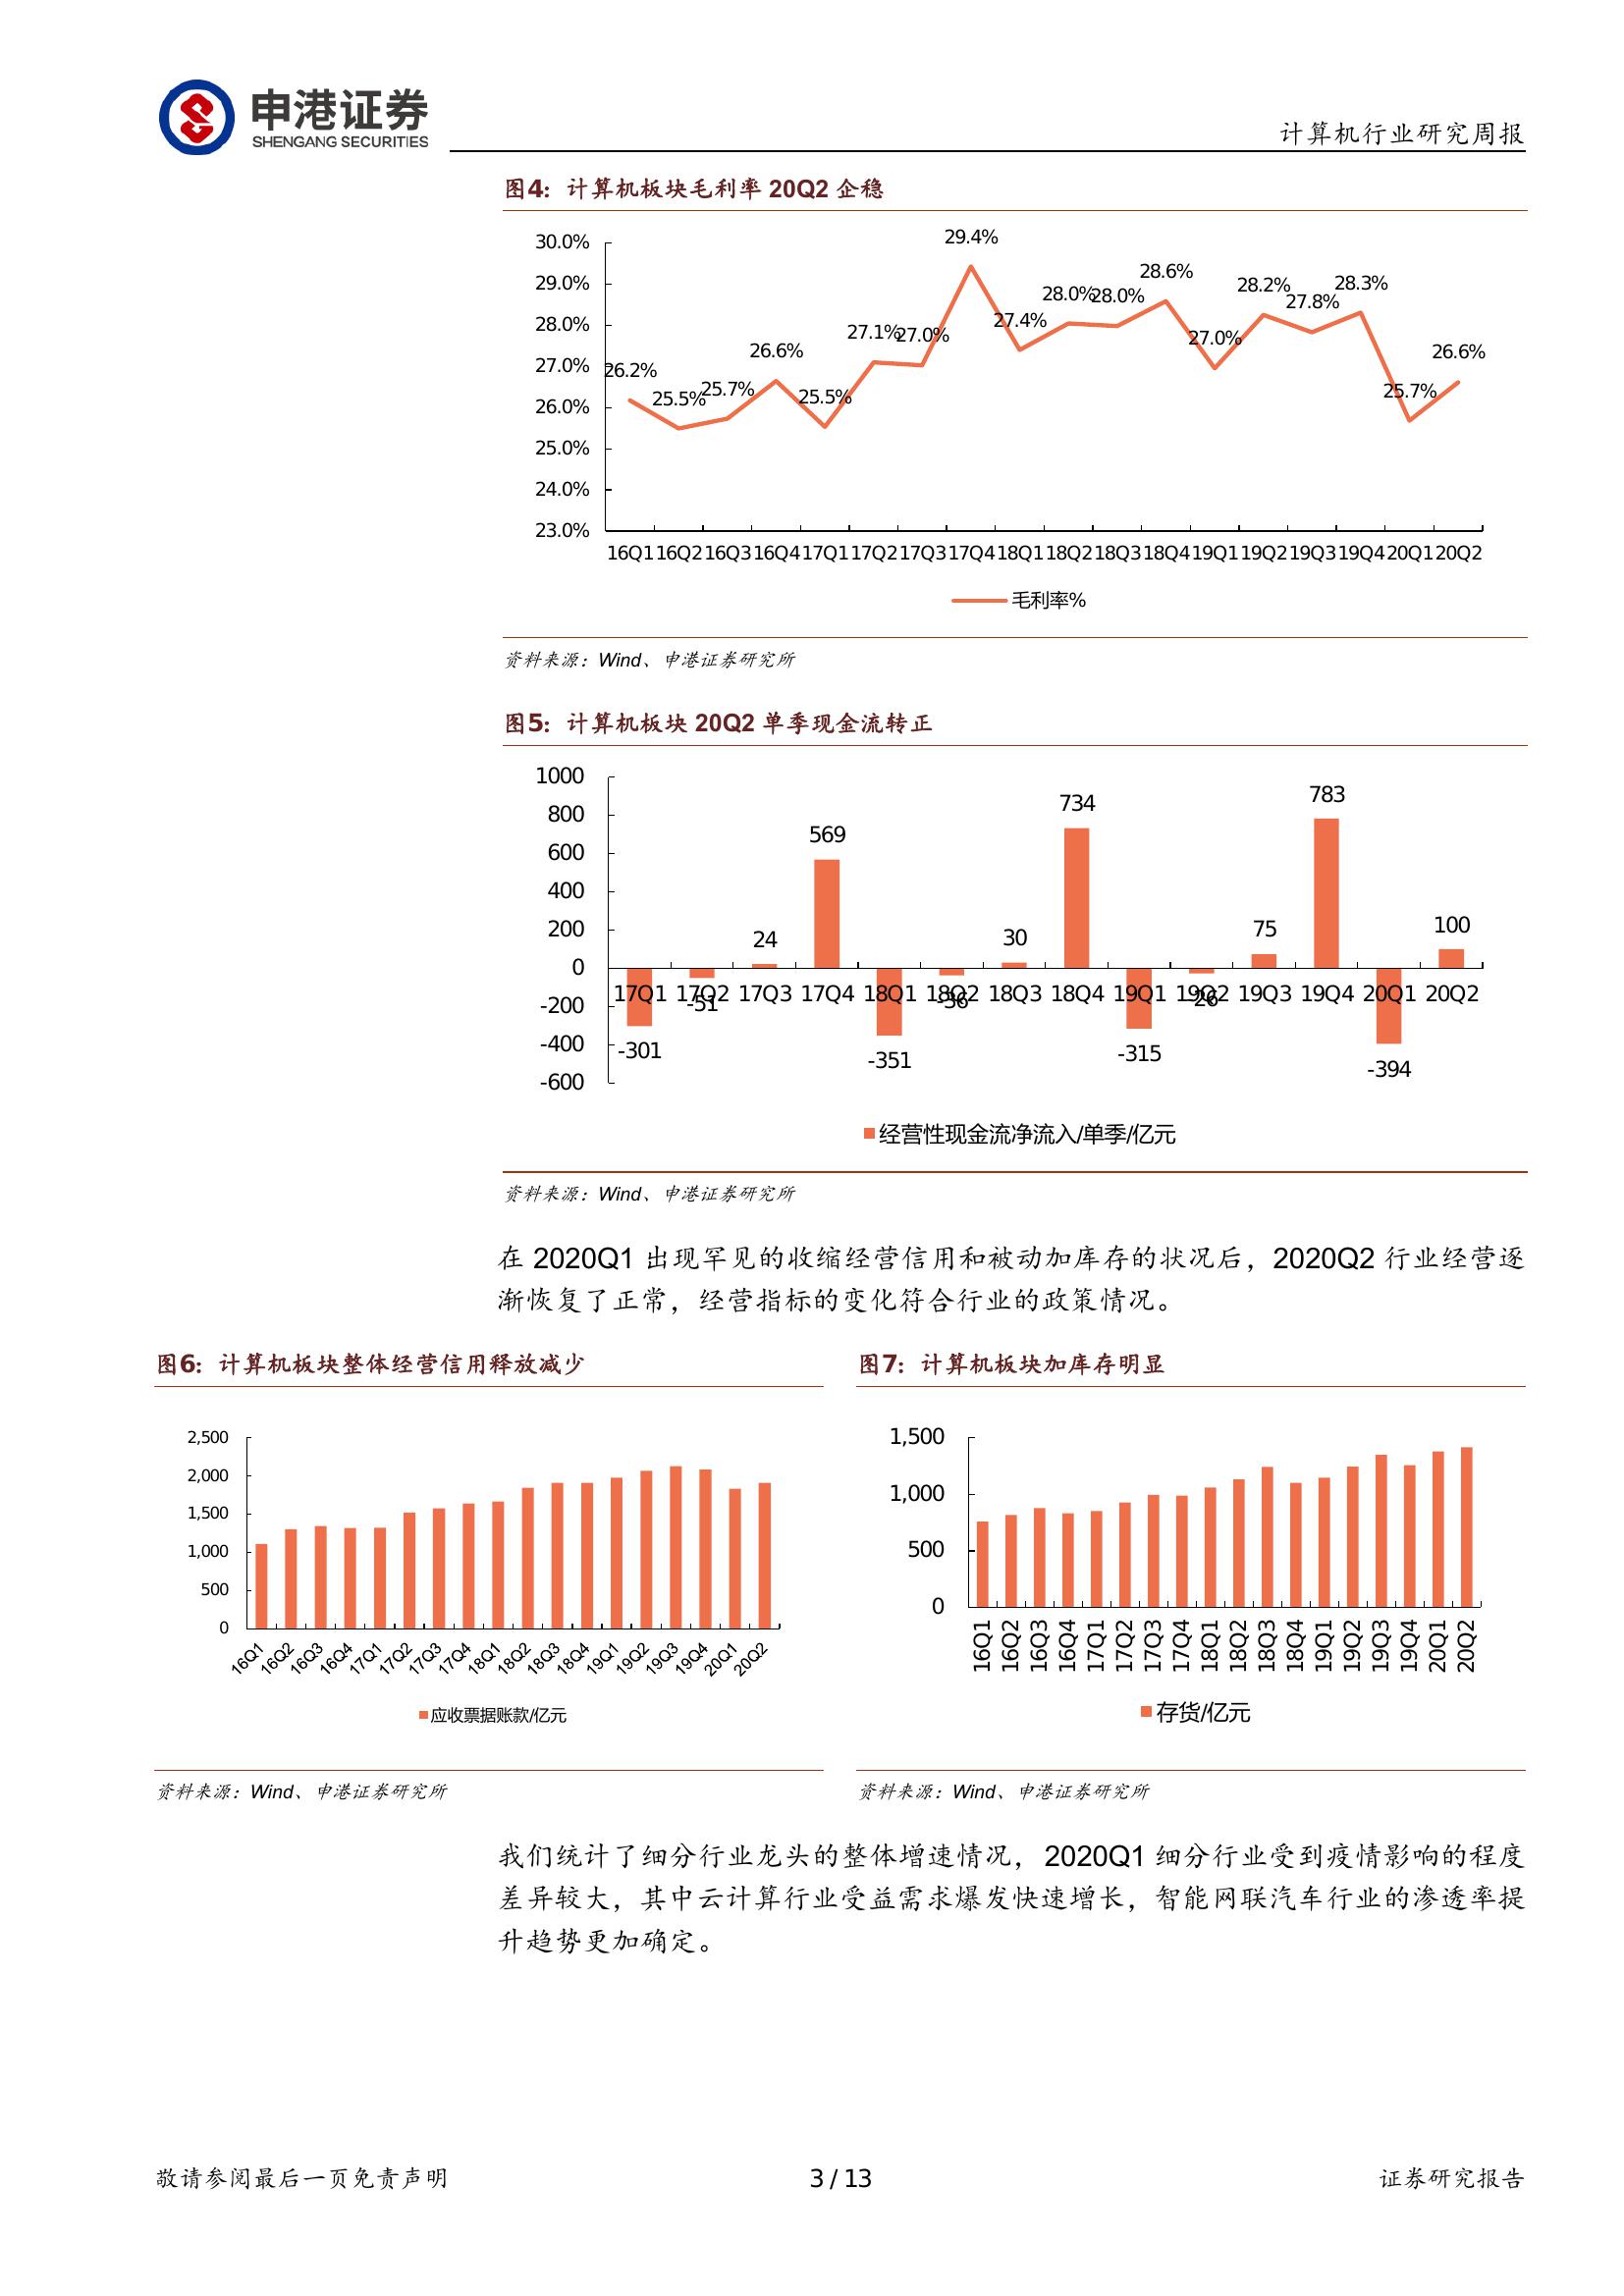 申港证券
SHENGANG SECURITIES
计算机行业研究周报
图4：计算机板块毛利率 20Q2 企稳
30.0%
29.0%
28.0%
27.0%
26.0%
25.0%
24.0%
23.0%
26.2%
25.5%
25.7%
26.6%
25.5%
27.1%
27.0%
29.4%
27.4%
28.0%
28.0%
28.6%
27.0%
28.2%
27.8%
28.3%
25.7%
26.6%
16Q1 16Q2 16Q3 16Q4 17Q1 17Q2 17Q3 17Q4 18Q1 18Q2 18Q3 18Q4 19Q1 19Q2 19Q3 19Q4 20Q1 20Q2
毛利率%
资料来源：Wind、申港证券研究所
图5：计算机板块 20Q2 单季现金流转正
1000
800
600
400
200
0
-200
-400
-600
-301
-51
24
569
-351
-36
30
734
-315
-26
75
783
-394
100
17Q1 17Q2 17Q3 17Q4 18Q1 18Q2 18Q3 18Q4 19Q1 19Q2 19Q3 19Q4 20Q1 20Q2
经营性现金流净流入/单季/亿元
资料来源：Wind、申港证券研究所
在 2020Q1 出现罕见的收缩经营信用和被动加库存的状况后，2020Q2 行业经营逐
渐恢复了正常，经营指标的变化符合行业的政策情况。
图6：计算机板块整体经营信用释放减少
2,500
2,000
1,500
1,000
500
0
16Q1 16Q2 16Q3 16Q4 17Q1 17Q2 17Q3 17Q4 18Q1 18Q2 18Q3 18Q4 19Q1 19Q2 19Q3 19Q4 20Q1 20Q2
应收票据账款/亿元
资料来源：Wind、申港证券研究所
图7：计算机板块加库存明显
1,500
1,000
500
0
16Q1 16Q2 16Q3 16Q4 17Q1 17Q2 17Q3 17Q4 18Q1 18Q2 18Q3 18Q4 19Q1 19Q2 19Q3 19Q4 20Q1 20Q2
存货/亿元
资料来源：Wind、申港证券研究所
我们统计了细分行业龙头的整体增速情况，2020Q1 细分行业受到疫情影响的程度
差异较大，其中云计算行业受益需求爆发快速增长，智能网联汽车行业的渗透率提
升趋势更加确定。
敬请参阅最后一页免责声明
3 / 13
证券研究报告